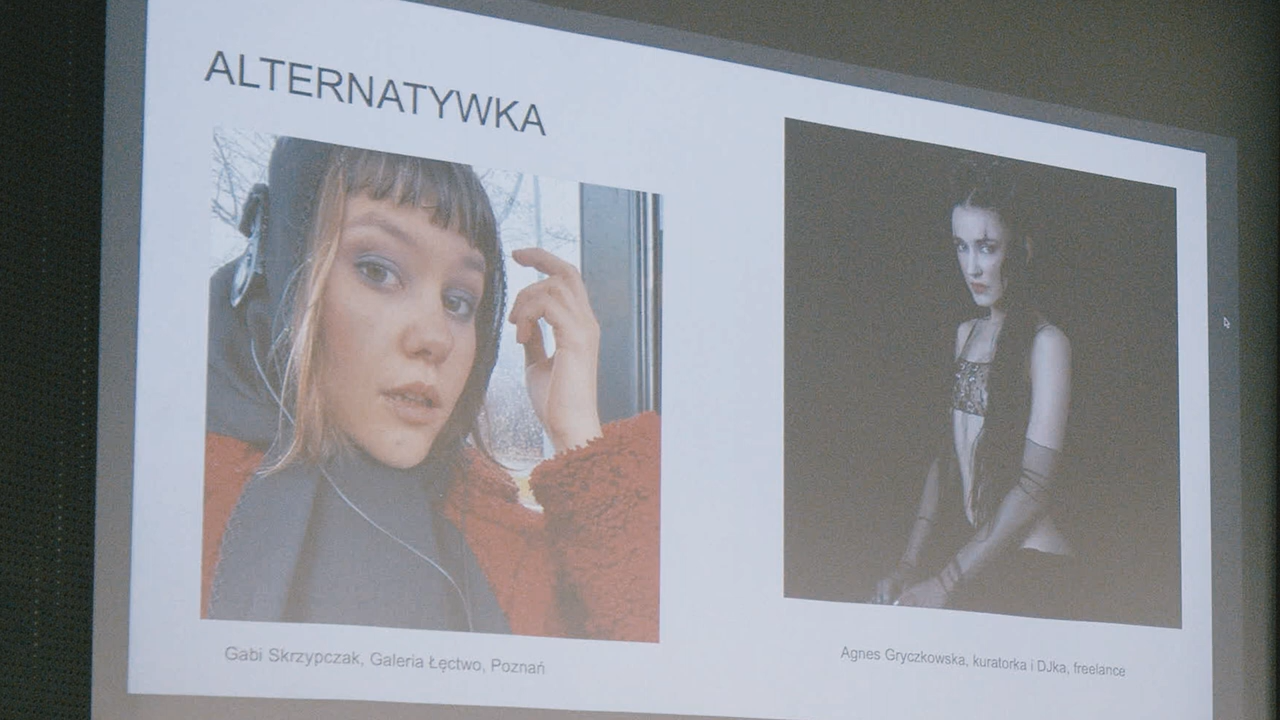 ALTERNATYWKA
Gabi Skrzypczak, Galeria Łęctwo, Poznań
Agnes Gryczkowska, kuratorka i DJka, freelance